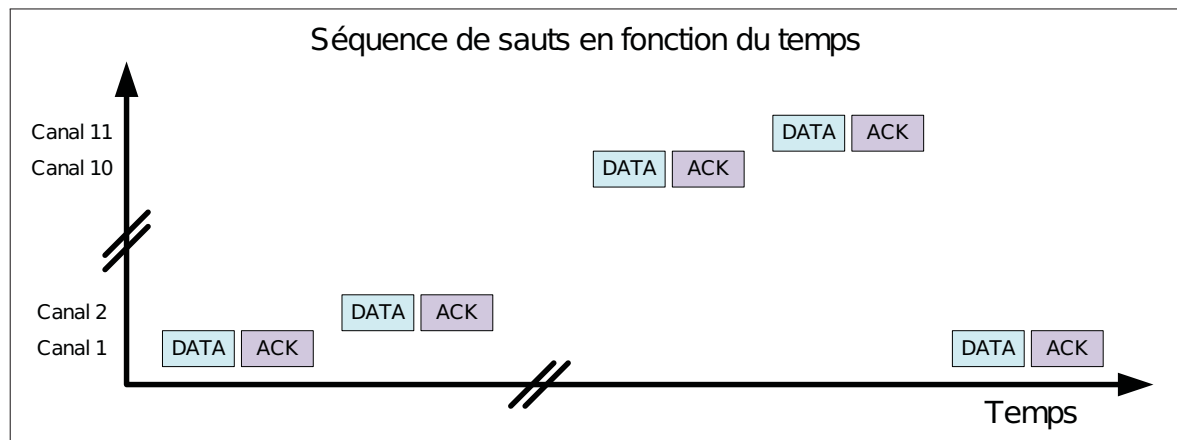 Séquence de sauts en fonction du temps
Canal 11 DATA ACK
Canal 10 DATA ACK
Canal 2 DATA ACK
Canal 1 DATA ACK DATA ACK
Temps